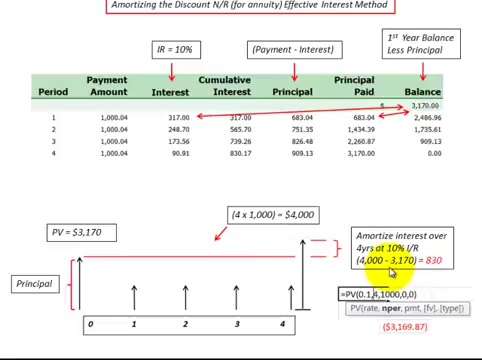 Amortizing the Discount N/R (for annuity) Effective Interest Method
1st Year Balance
Less Principal
IR = 10%
(Payment - Interest)
Payment Cumulative Principal
Period Amount Interest Interest Principal Paid Balance
$ 3,170.00
1 1,000.04 317.00 317.00 683.04 683.04 2,486.96
2 1,000.04 248.70 565.70 751.35 1,434.39 1,735.61
3 1,000.04 173.56 739.26 826.48 2,260.87 909.13
4 1,000.04 90.91 830.17 909.13 3,170.00 0.00
(4 x 1,000) = $4,000
PV = $3,170
Amortize interest over
4yrs at 10% I/R
(4,000 - 3,170) = 830
Principal
=PV(0.1,4,1000,0,0)
PV(rate, nper, pmt, [fv], [type])
0 1 2 3 4
($3,169.87)